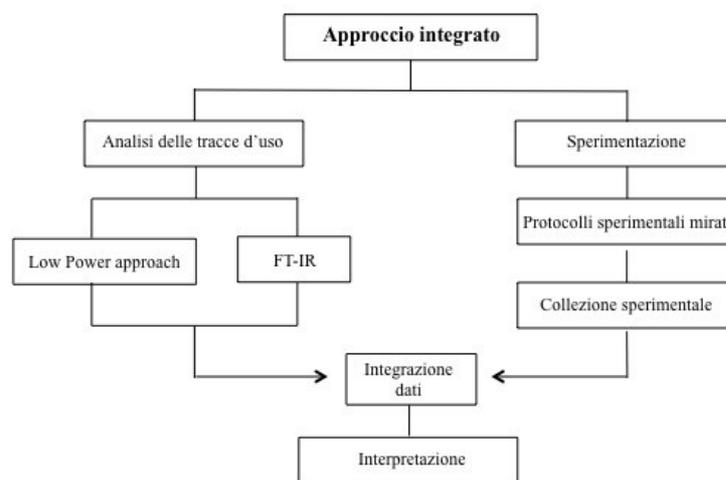 Approccio integrato
Analisi delle tracce d'uso
Sperimentazione
Low Power approach
FT-IR
Protocolli sperimentali mirat
Collezione sperimentale
Integrazione
dati
Interpretazione